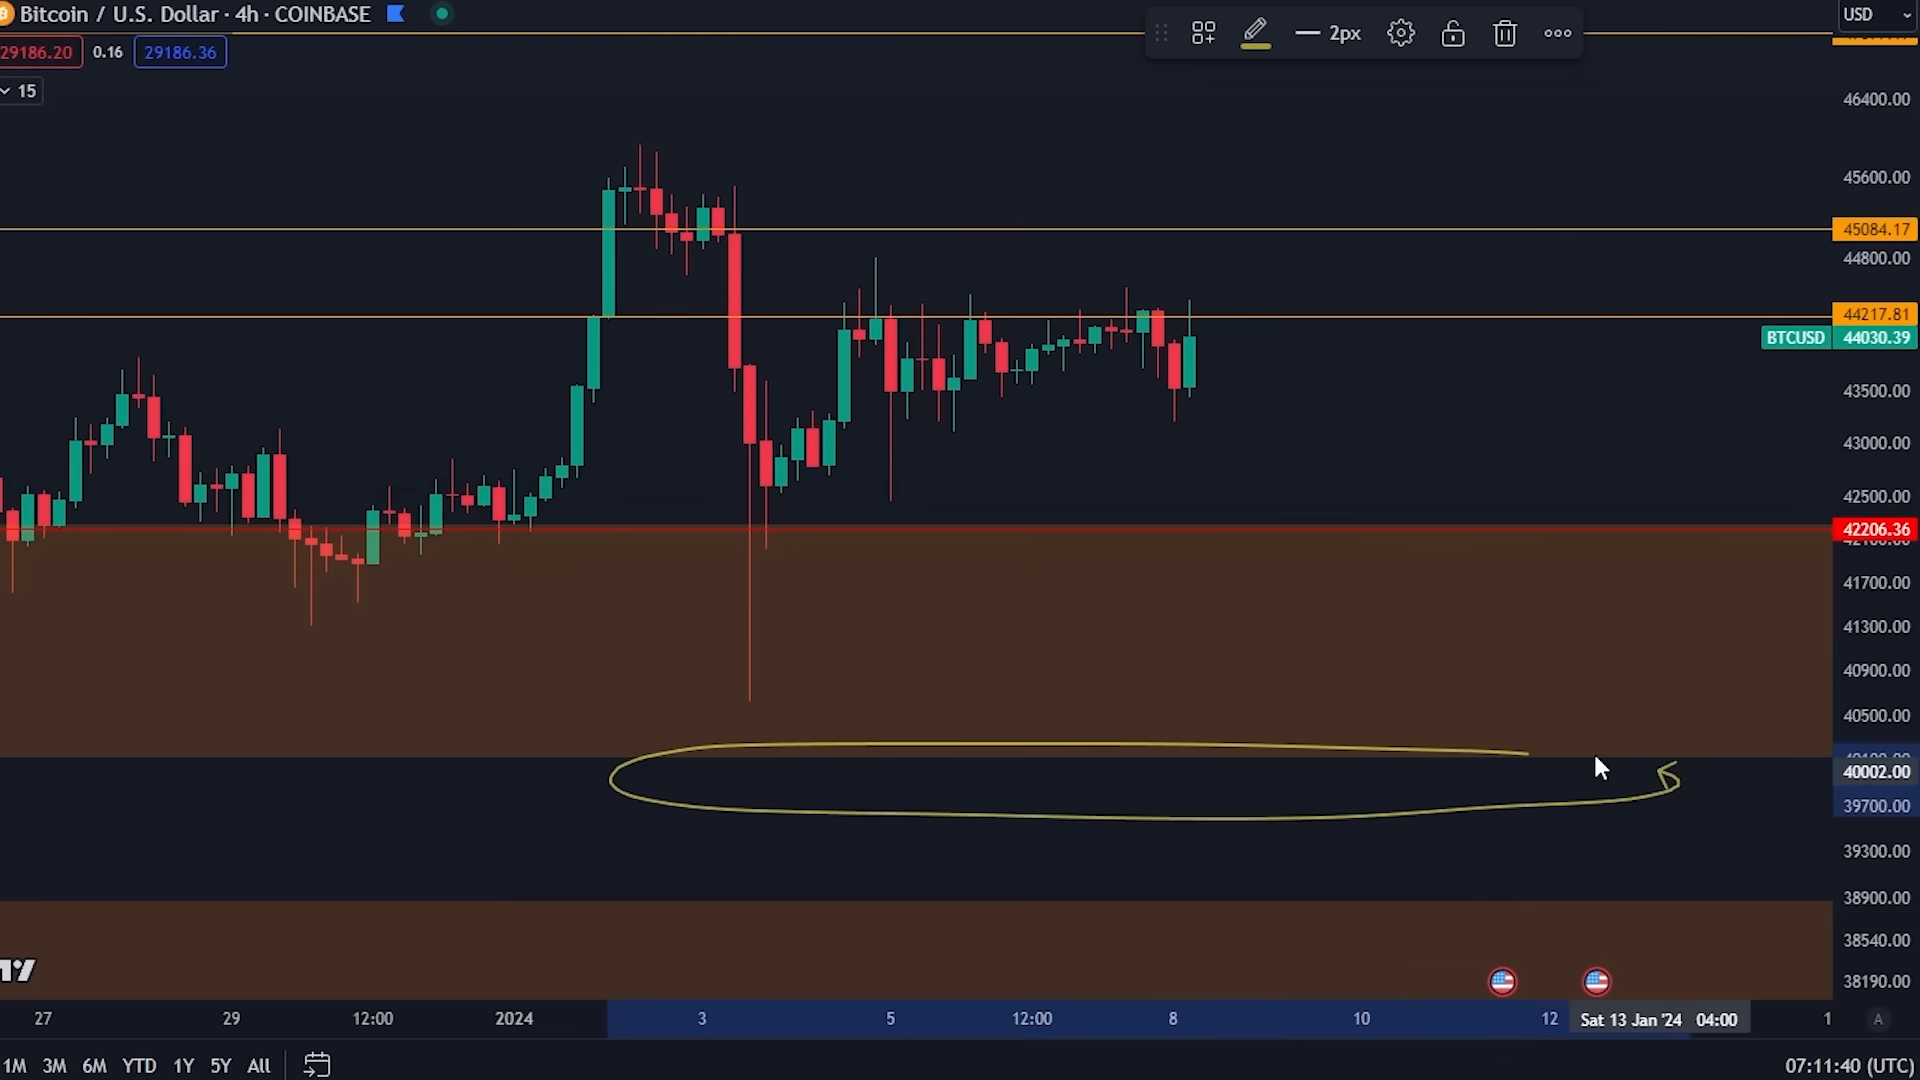 Bitcoin / U.S. Dollar · 4h · COINBASE
USD
29186.20 0.16 29186.36
2px
15
46400.00
45600.00
45084.17
44800.00
44217.81
BTCUSD 44030.39
43500.00
43000.00
42500.00
42206.36
41700.00
41300.00
40900.00
40500.00
40002.00
39700.00
39300.00
38900.00
38540.00
38190.00
27 29 12:00 2024 3 5 12:00 8 10 12 Sat 13 Jan '24 04:00 1 A
1M 3M 6M YTD 1Y 5Y All
07:11:40 (UTC)